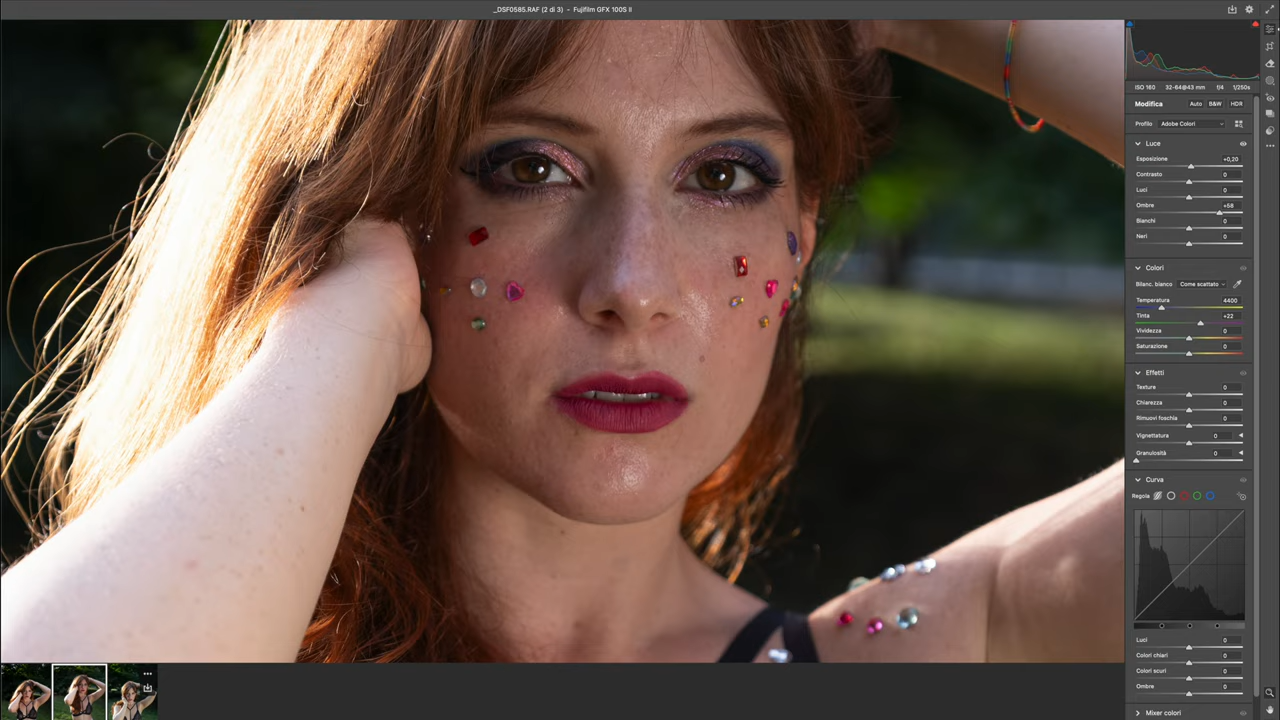 _DSF0585.RAF (2 di 3) - Fujifilm GFX 100S II
ISO 160 32-64@43 mm f/4 1/250s
Modifica Auto B&W HDR
Profilo Adobe Colori
Luce
Esposizione +0,20
Contrasto 0
Luci 0
Ombre +58
Bianchi 0
Neri 0
Colori
Bilanc. bianco Come scattato
Temperatura 4400
Tinta +22
Vividezza 0
Saturazione 0
Effetti
Texture 0
Chiarezza 0
Rimuovi foschia 0
Vignettatura 0
Granulosità 0
Curva
Regola
Luci 0
Colori chiari 0
Colori scuri 0
Ombre 0
Mixer colori